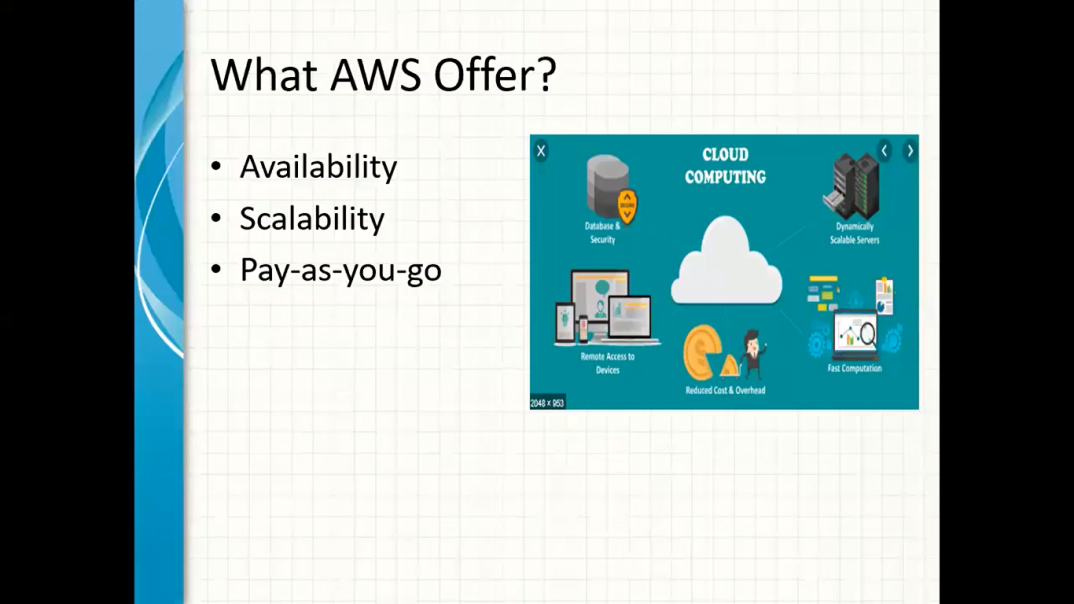 What AWS Offer?
• Availability
• Scalability
• Pay-as-you-go
CLOUD
COMPUTING
SECURE
Database &
Security
Dynamically
Scalable Servers
Remote Access to
Devices
Reduced Cost & Overhead
Fast Computation
2048 × 953